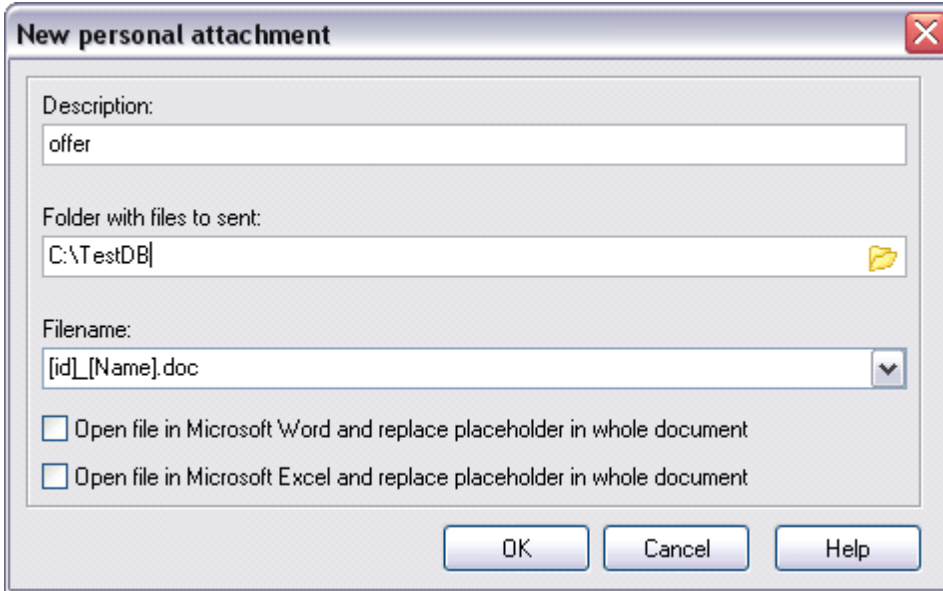 New personal attachment
Description:
offer
Folder with files to sent:
C:\TestDB
Filename:
[id]_[Name].doc
Open file in Microsoft Word and replace placeholder in whole document
Open file in Microsoft Excel and replace placeholder in whole document
OK Cancel Help